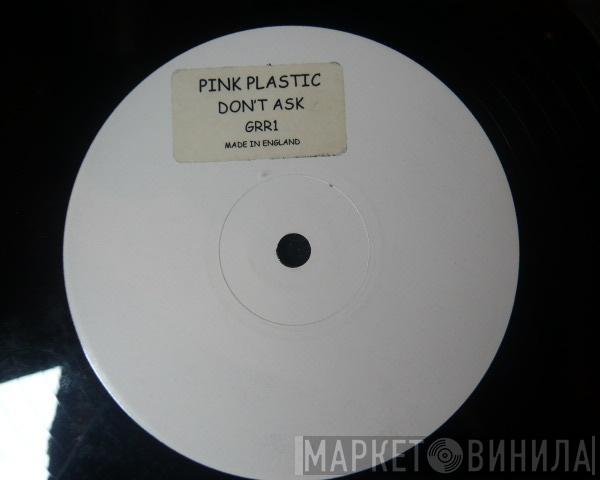 PINK PLASTIC
DON'T ASK
GRR1
MADE IN ENGLAND
МАРКЕТ ВИНИЛА